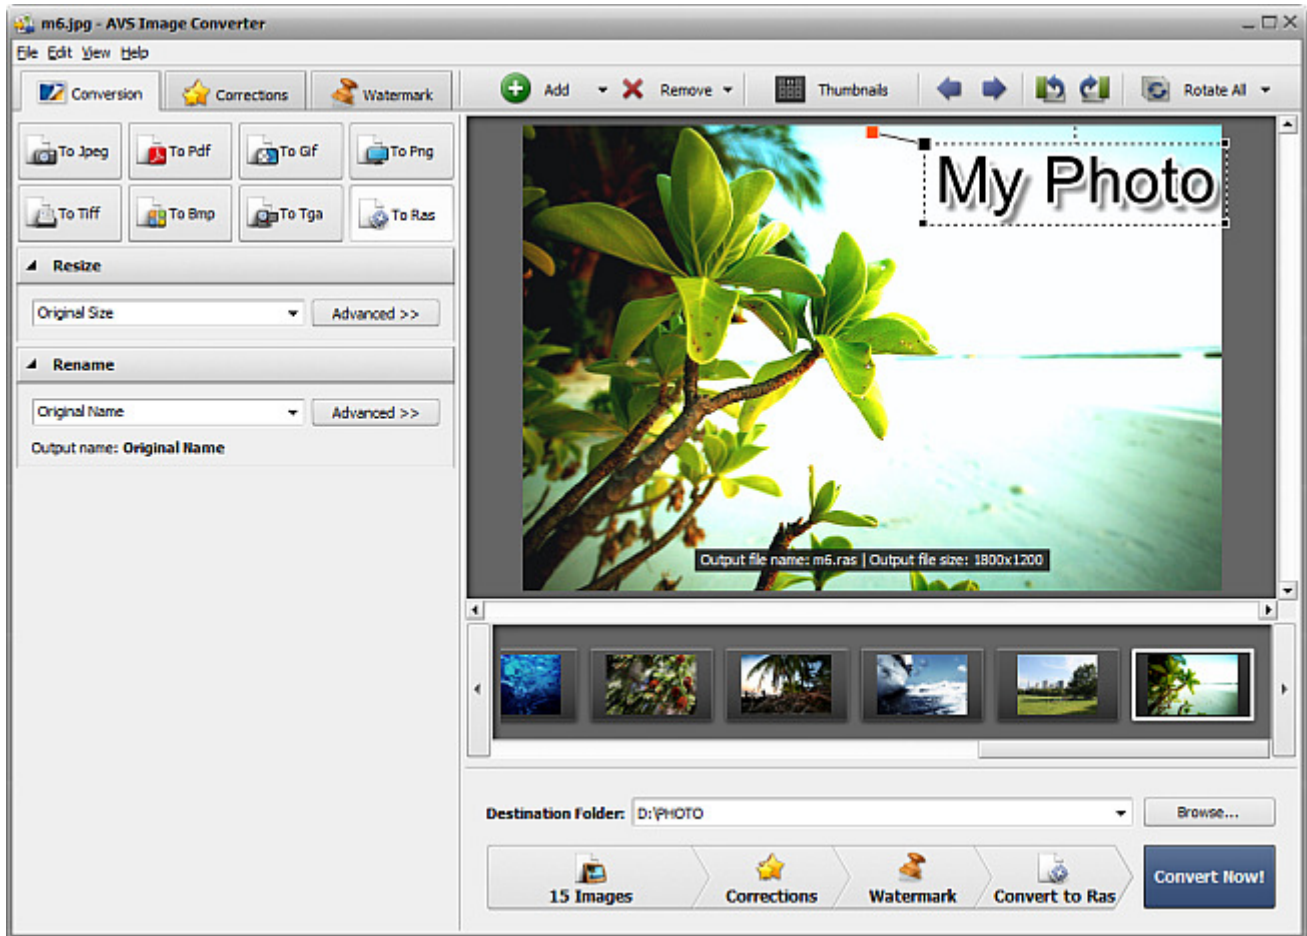 m6.jpg - AVS Image Converter
File Edit View Help
Conversion Corrections Watermark
Add Remove Thumbnails Rotate All
To Jpeg To Pdf To Gif To Png
To Tiff To Bmp To Tga To Ras
Resize
Original Size Advanced >>
Rename
Original Name Advanced >>
Output name: Original Name
My Photo
Output file name: m6.ras | Output file size: 1800x1200
Destination Folder: D:\PHOTO Browse...
15 Images Corrections Watermark Convert to Ras Convert Now!